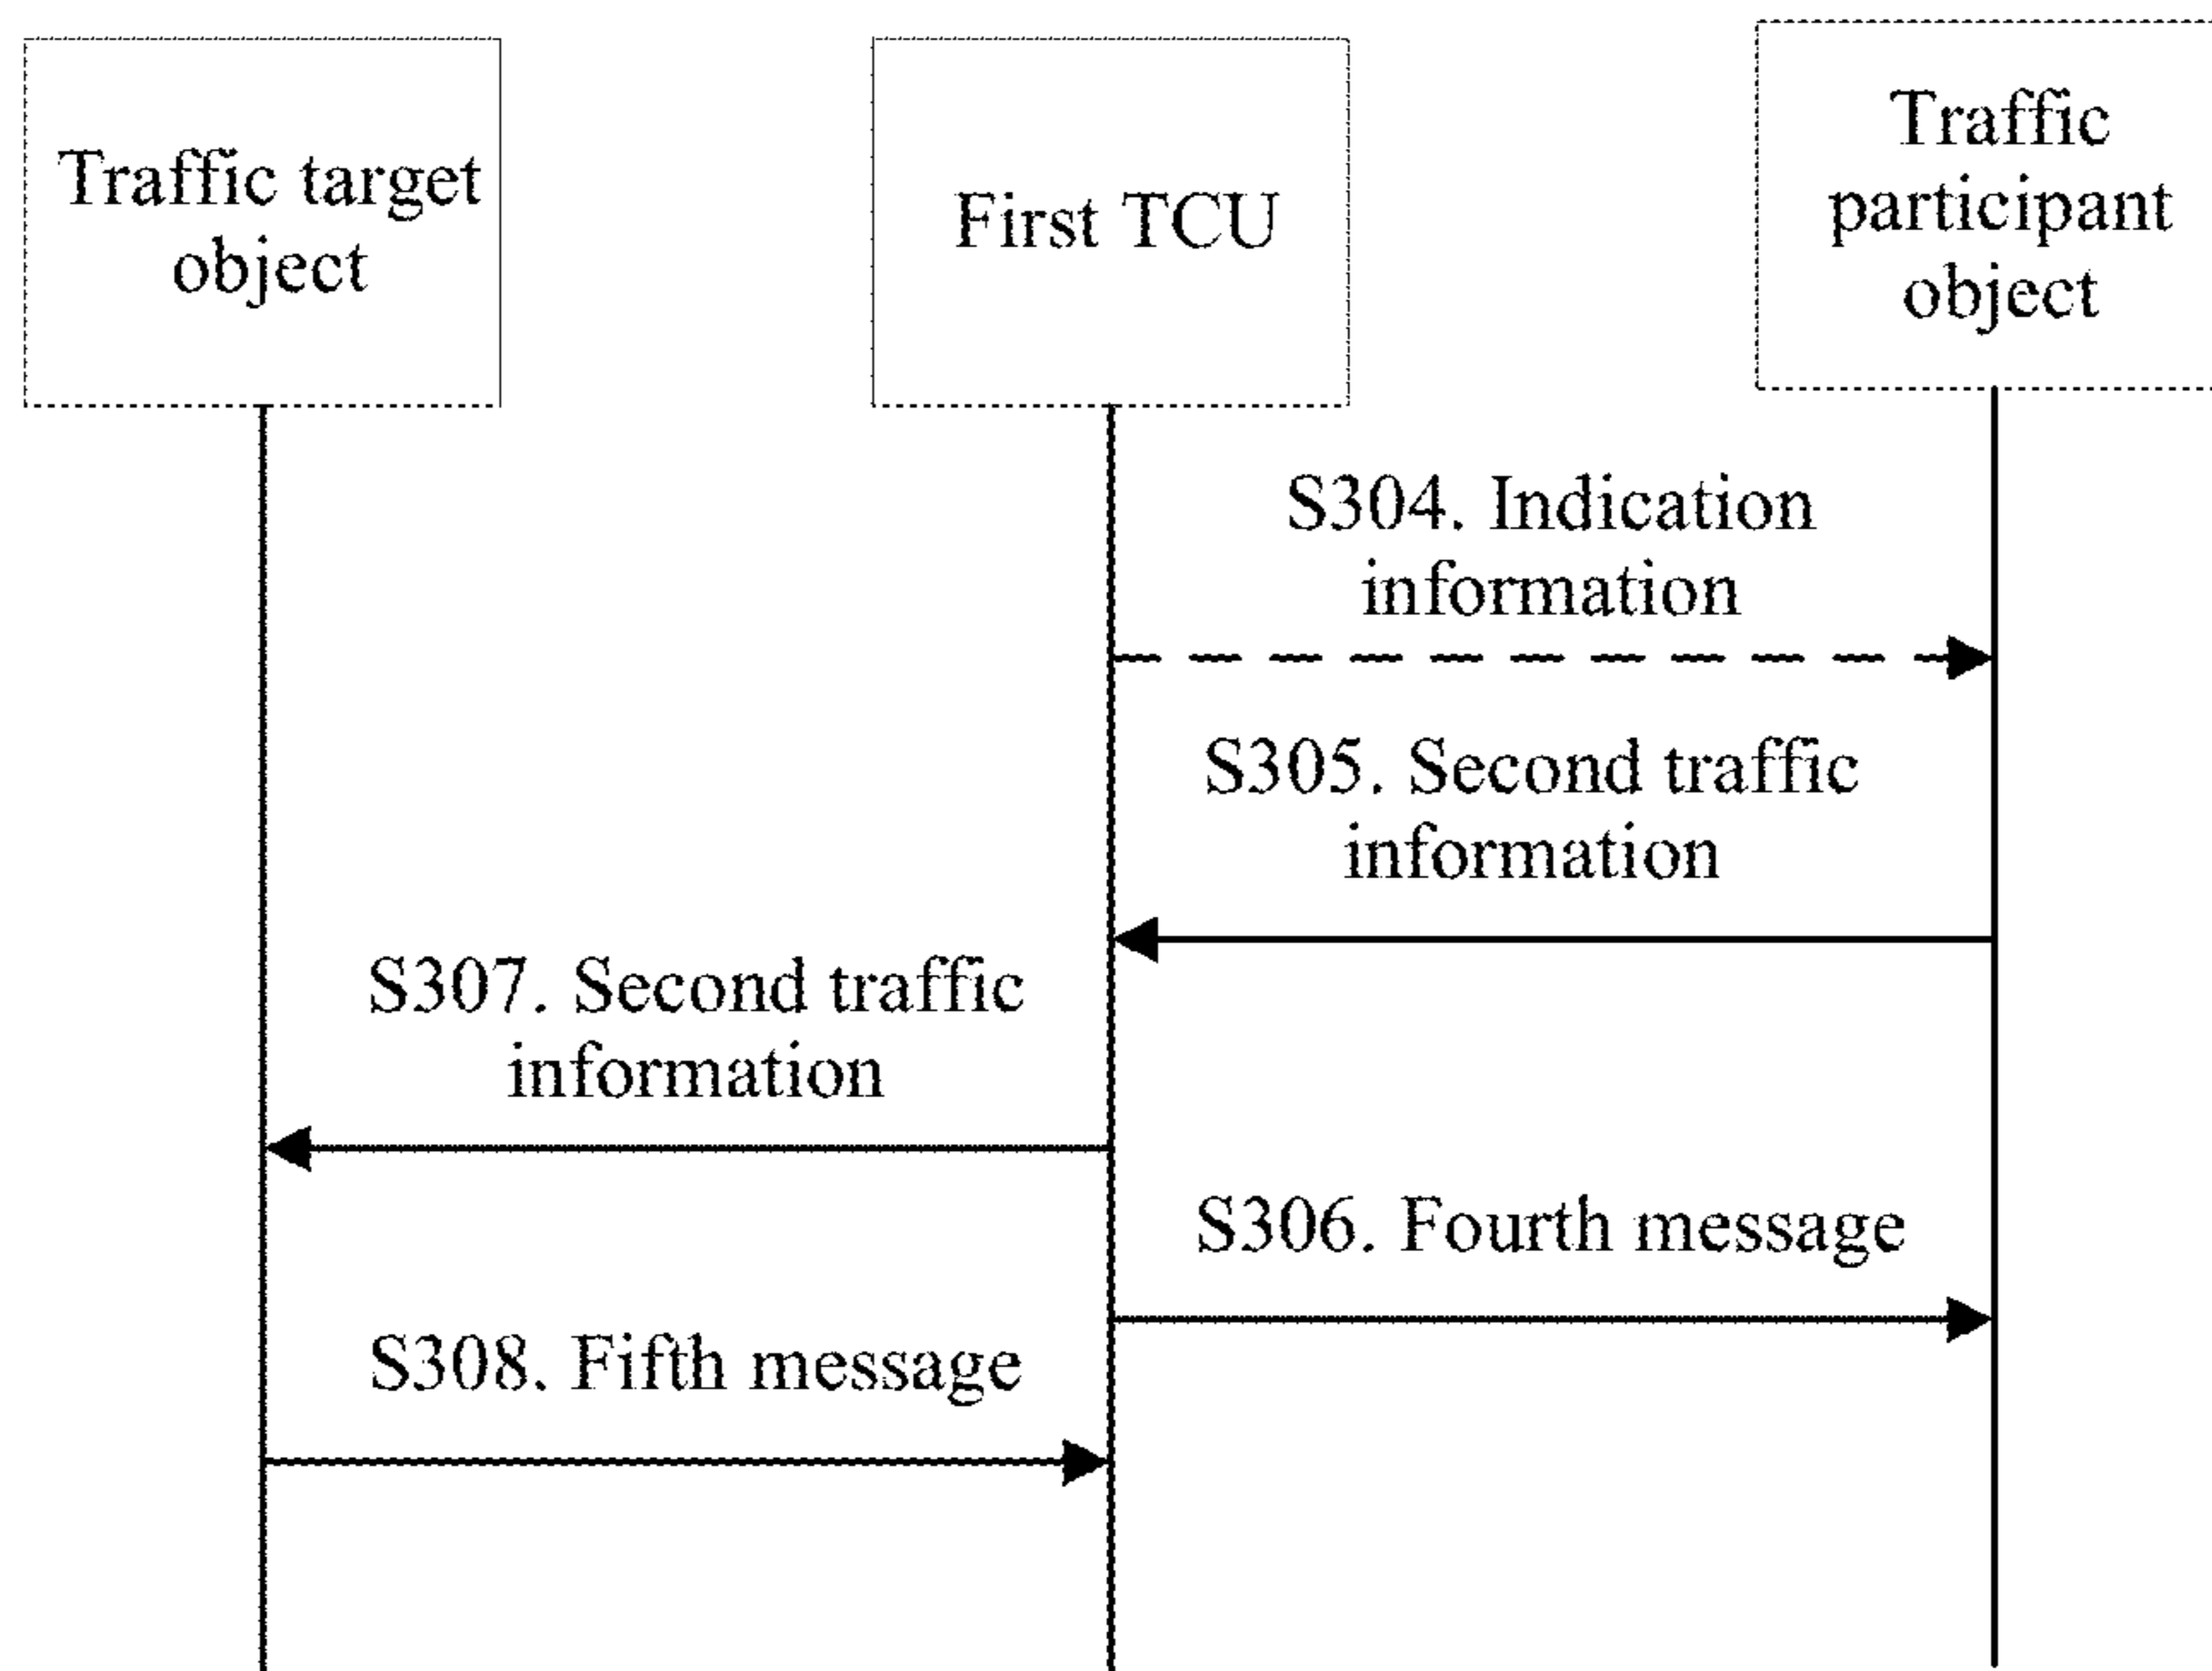 Traffic target
object
First TCU
Traffic
participant
object
S304. Indication
information
S305. Second traffic
information
S307. Second traffic
information
S306. Fourth message
S308. Fifth message